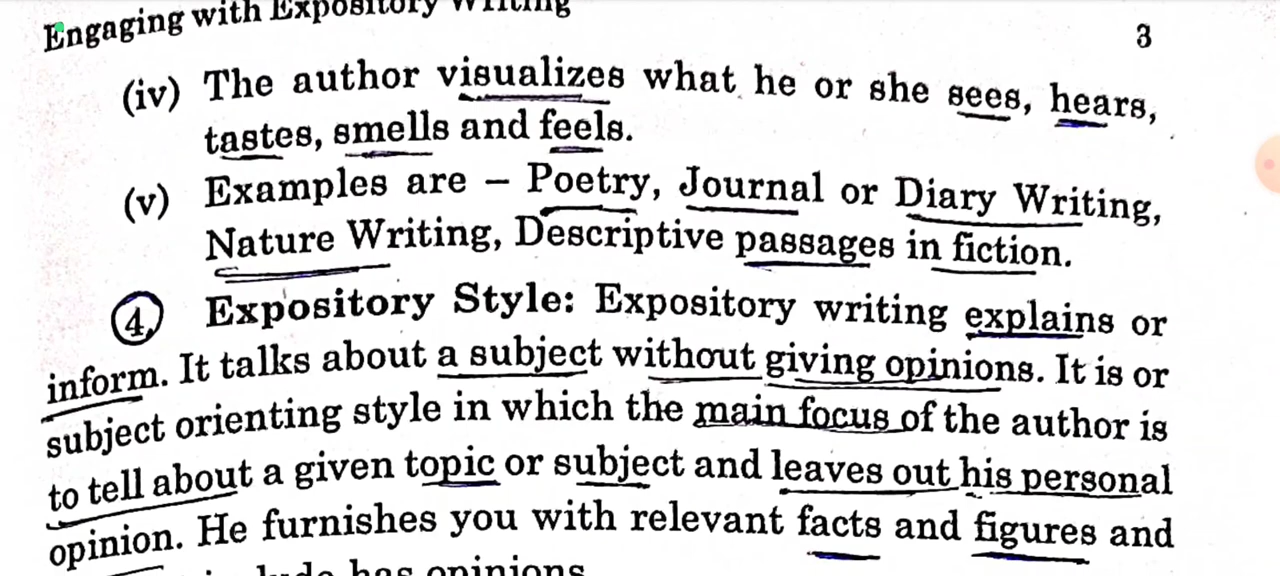 Engaging with Expository Writing
3
(iv) The author visualizes what he or she sees, hears,
tastes, smells and feels.
(v) Examples are – Poetry, Journal or Diary Writing,
Nature Writing, Descriptive passages in fiction.
4. Expository Style: Expository writing explains or
inform. It talks about a subject without giving opinions. It is or
subject orienting style in which the main focus of the author is
to tell about a given topic or subject and leaves out his personal
opinion. He furnishes you with relevant facts and figures and
has opinions